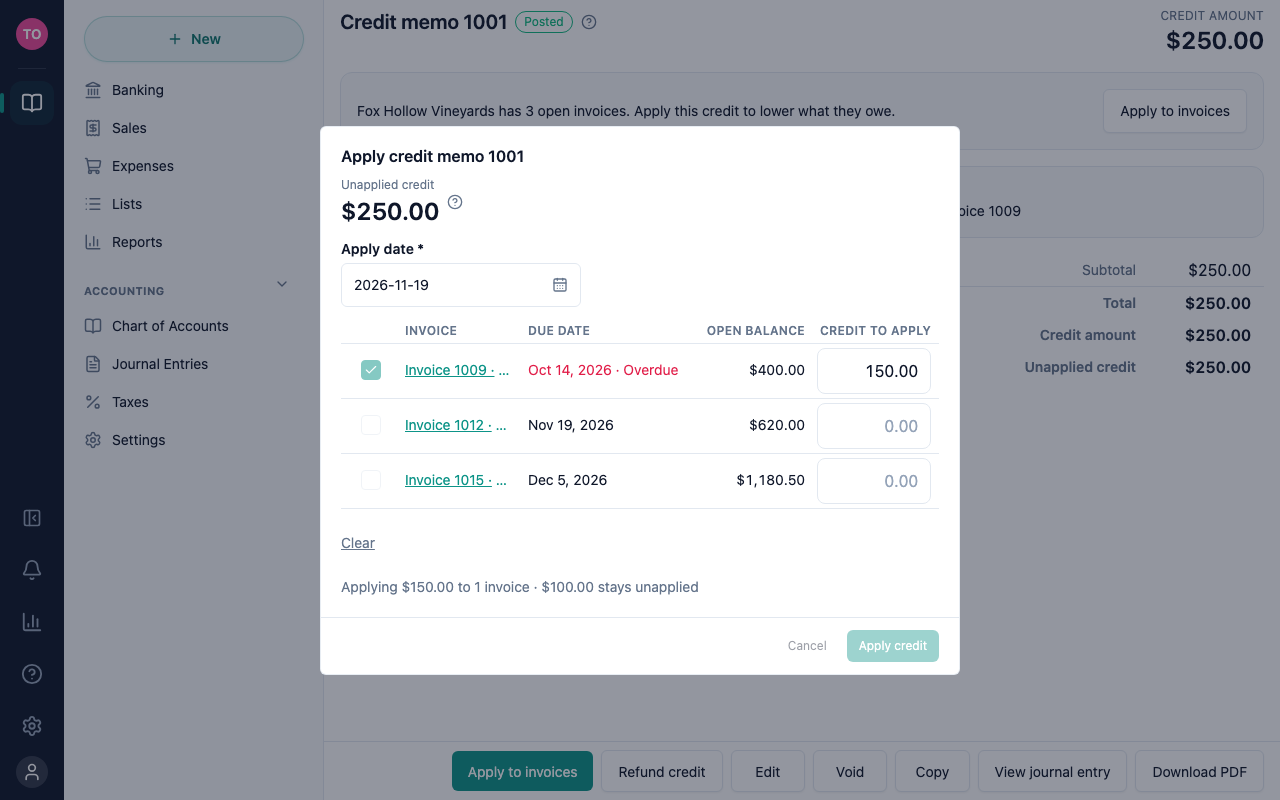 TO
New
Banking
Sales
Expenses
Lists
Reports
ACCOUNTING
Chart of Accounts
Journal Entries
Taxes
Settings
Credit memo 1001 Posted
CREDIT AMOUNT
$250.00
Fox Hollow Vineyards has 3 open invoices. Apply this credit to lower what they owe.
Apply to invoices
oice 1009
Subtotal $250.00
Total $250.00
Credit amount $250.00
Unapplied credit $250.00
Apply credit memo 1001
Unapplied credit
$250.00
Apply date *
2026-11-19
INVOICE DUE DATE OPEN BALANCE CREDIT TO APPLY
Invoice 1009 · ... Oct 14, 2026 · Overdue $400.00 150.00
Invoice 1012 · ... Nov 19, 2026 $620.00 0.00
Invoice 1015 · ... Dec 5, 2026 $1,180.50 0.00
Clear
Applying $150.00 to 1 invoice · $100.00 stays unapplied
Cancel Apply credit
Apply to invoices Refund credit Edit Void Copy View journal entry Download PDF